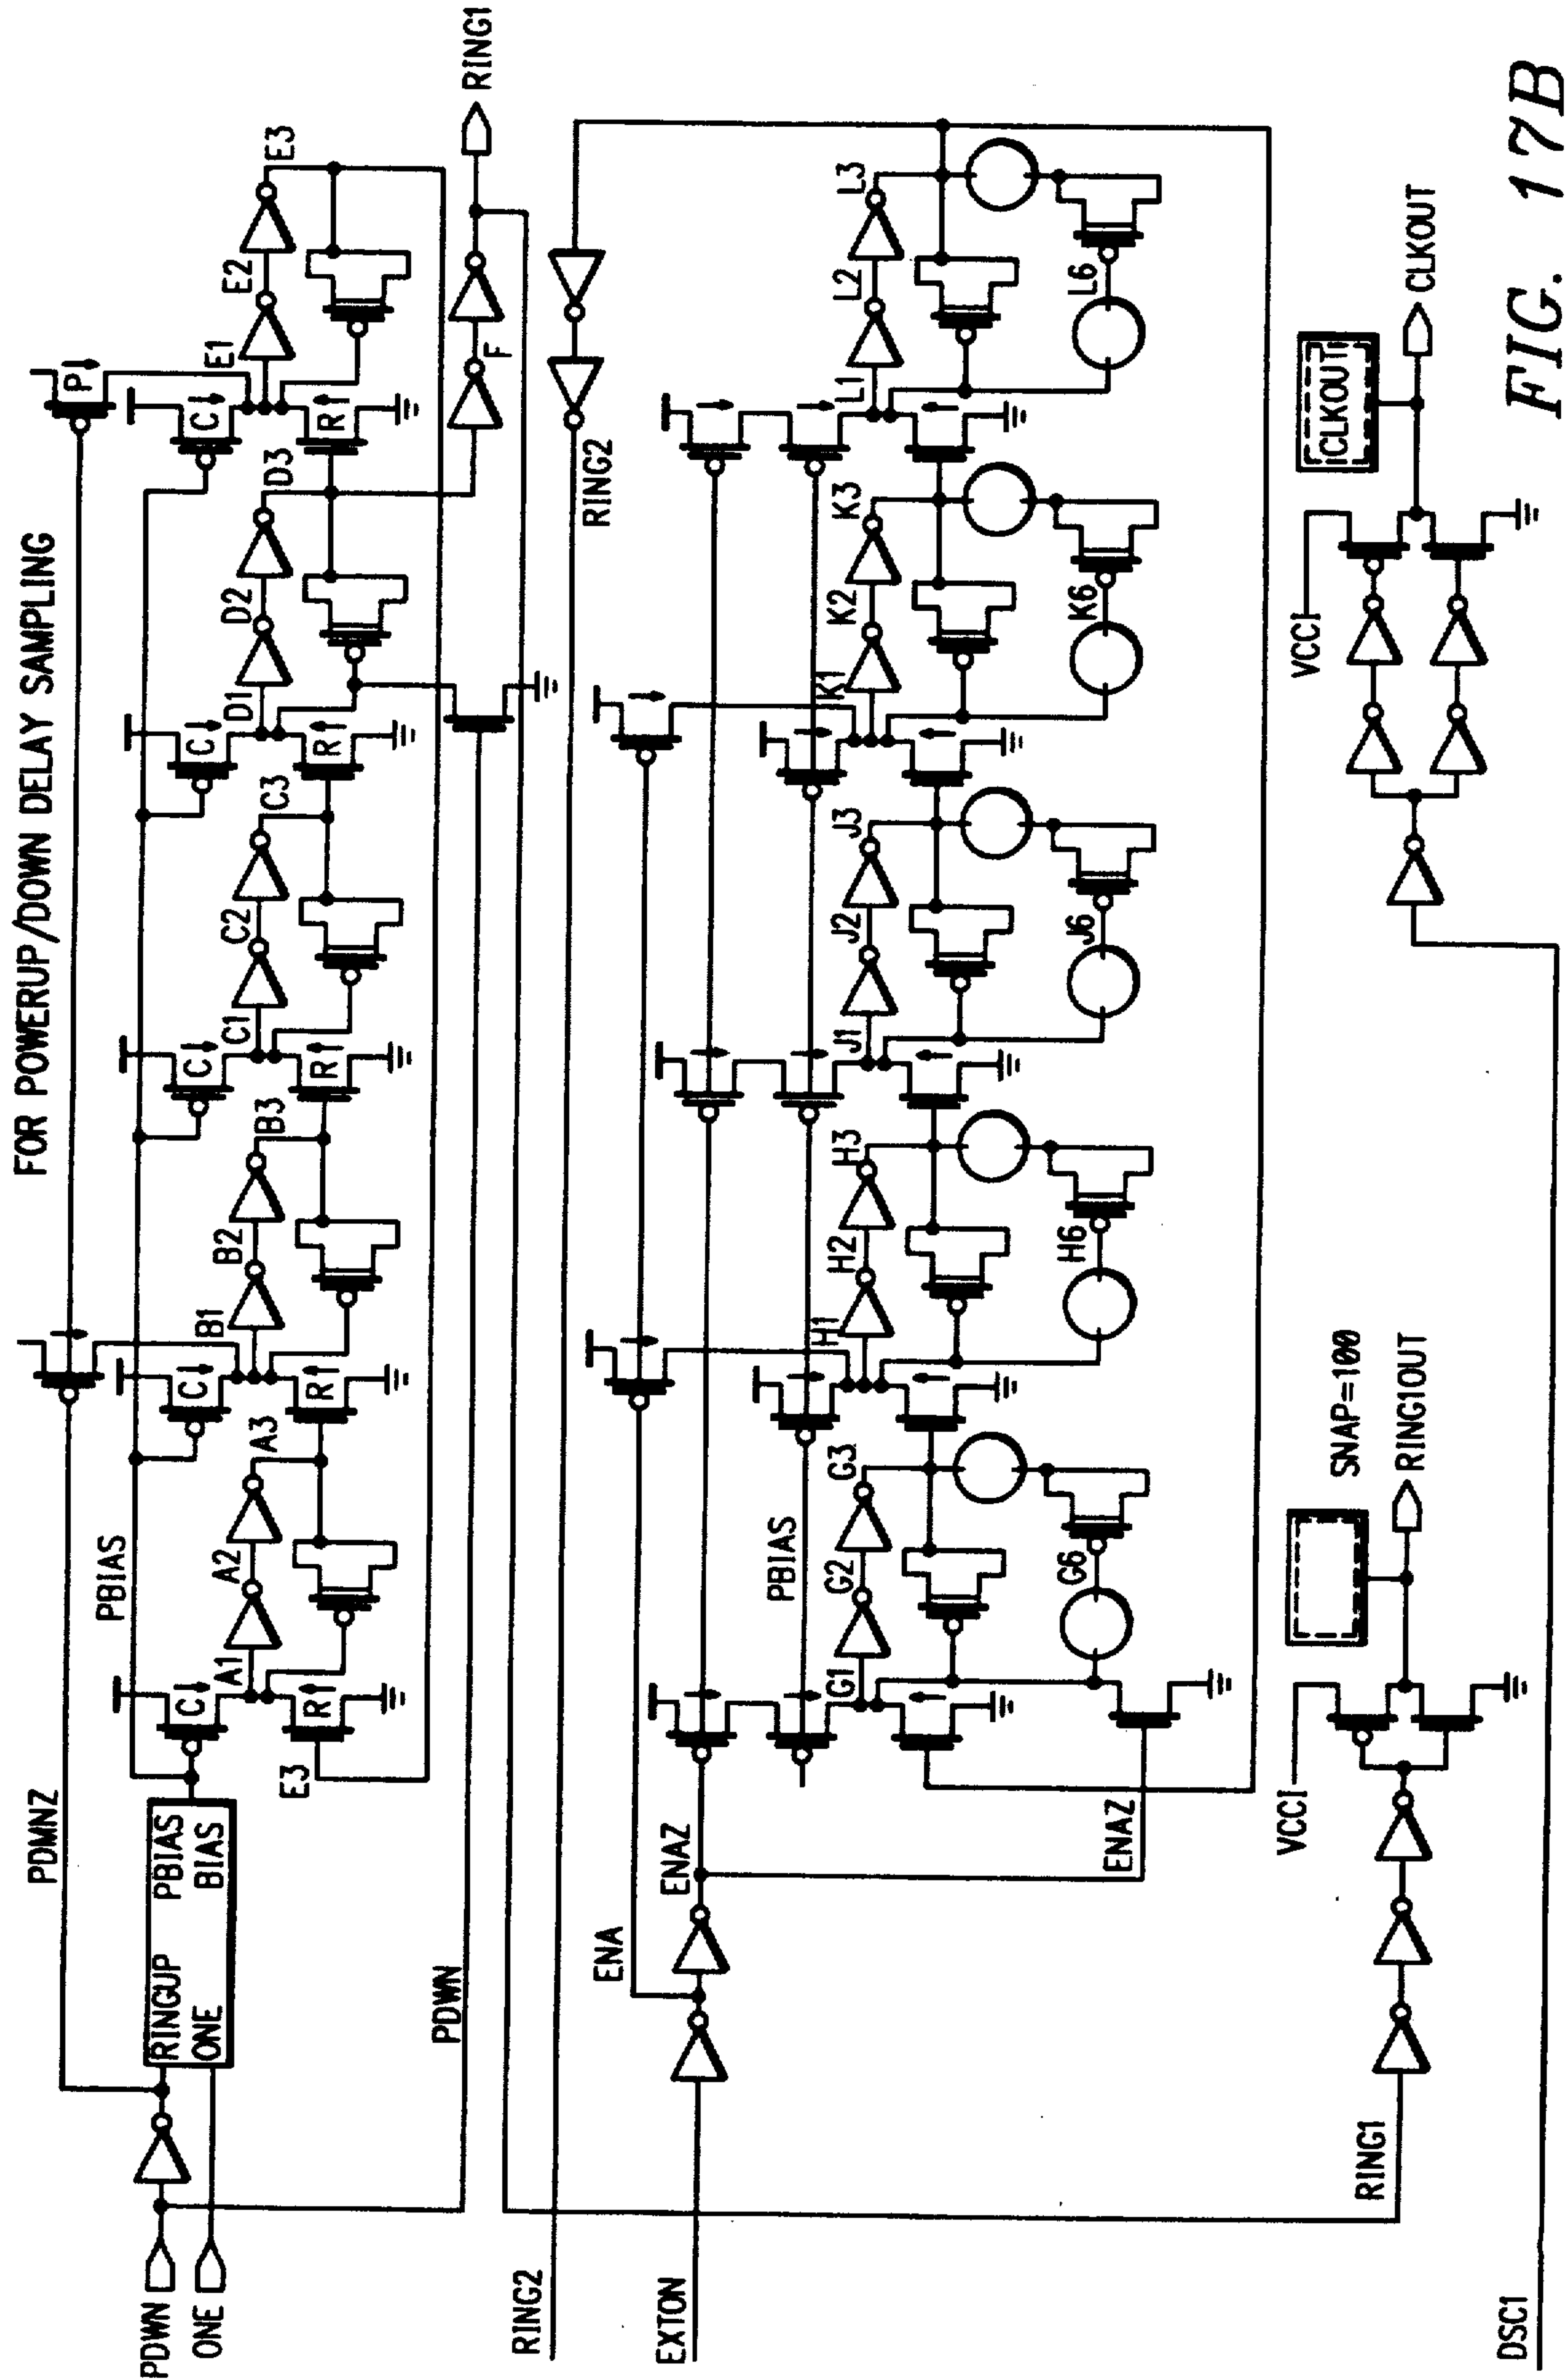 FOR POWERUP/DOWN DELAY SAMPLING
PDWN
ONE
RINGUP PBIAS
ONE BIAS
PDMNZ
PBIAS
C
R
E3
A1
A2
A3
C
R
B1
B2
B3
C
R
C1
C2
C3
C
R
D1
D2
D3
P
C
R
E1
E2
E3
F
RING1
PDWN
RING2
RING2
EXTON
ENA
ENAZ
ENAZ
PBIAS
G1
G2
G3
G6
H1
H2
H3
H6
J1
J2
J3
J6
K1
K2
K3
K6
L1
L2
L3
L6
RING1
VCCI
SNAP=100
RING1OUT
DSC1
VCCI
CLKOUT
CLKOUT
FIG. 17B